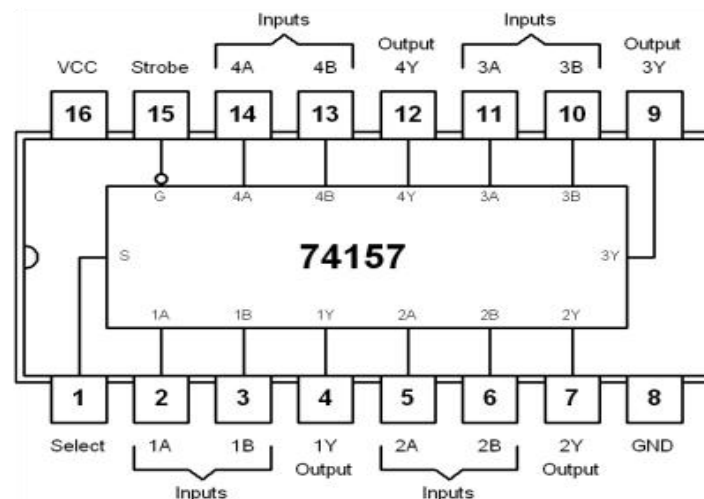 Inputs Inputs
Output Output
VCC Strobe 4A 4B 4Y 3A 3B 3Y
16 15 14 13 12 11 10 9
G 4A 4B 4Y 3A 3B
S 74157 3Y
1A 1B 1Y 2A 2B 2Y
1 2 3 4 5 6 7 8
Select 1A 1B 1Y 2A 2B 2Y GND
Output Output
Inputs Inputs